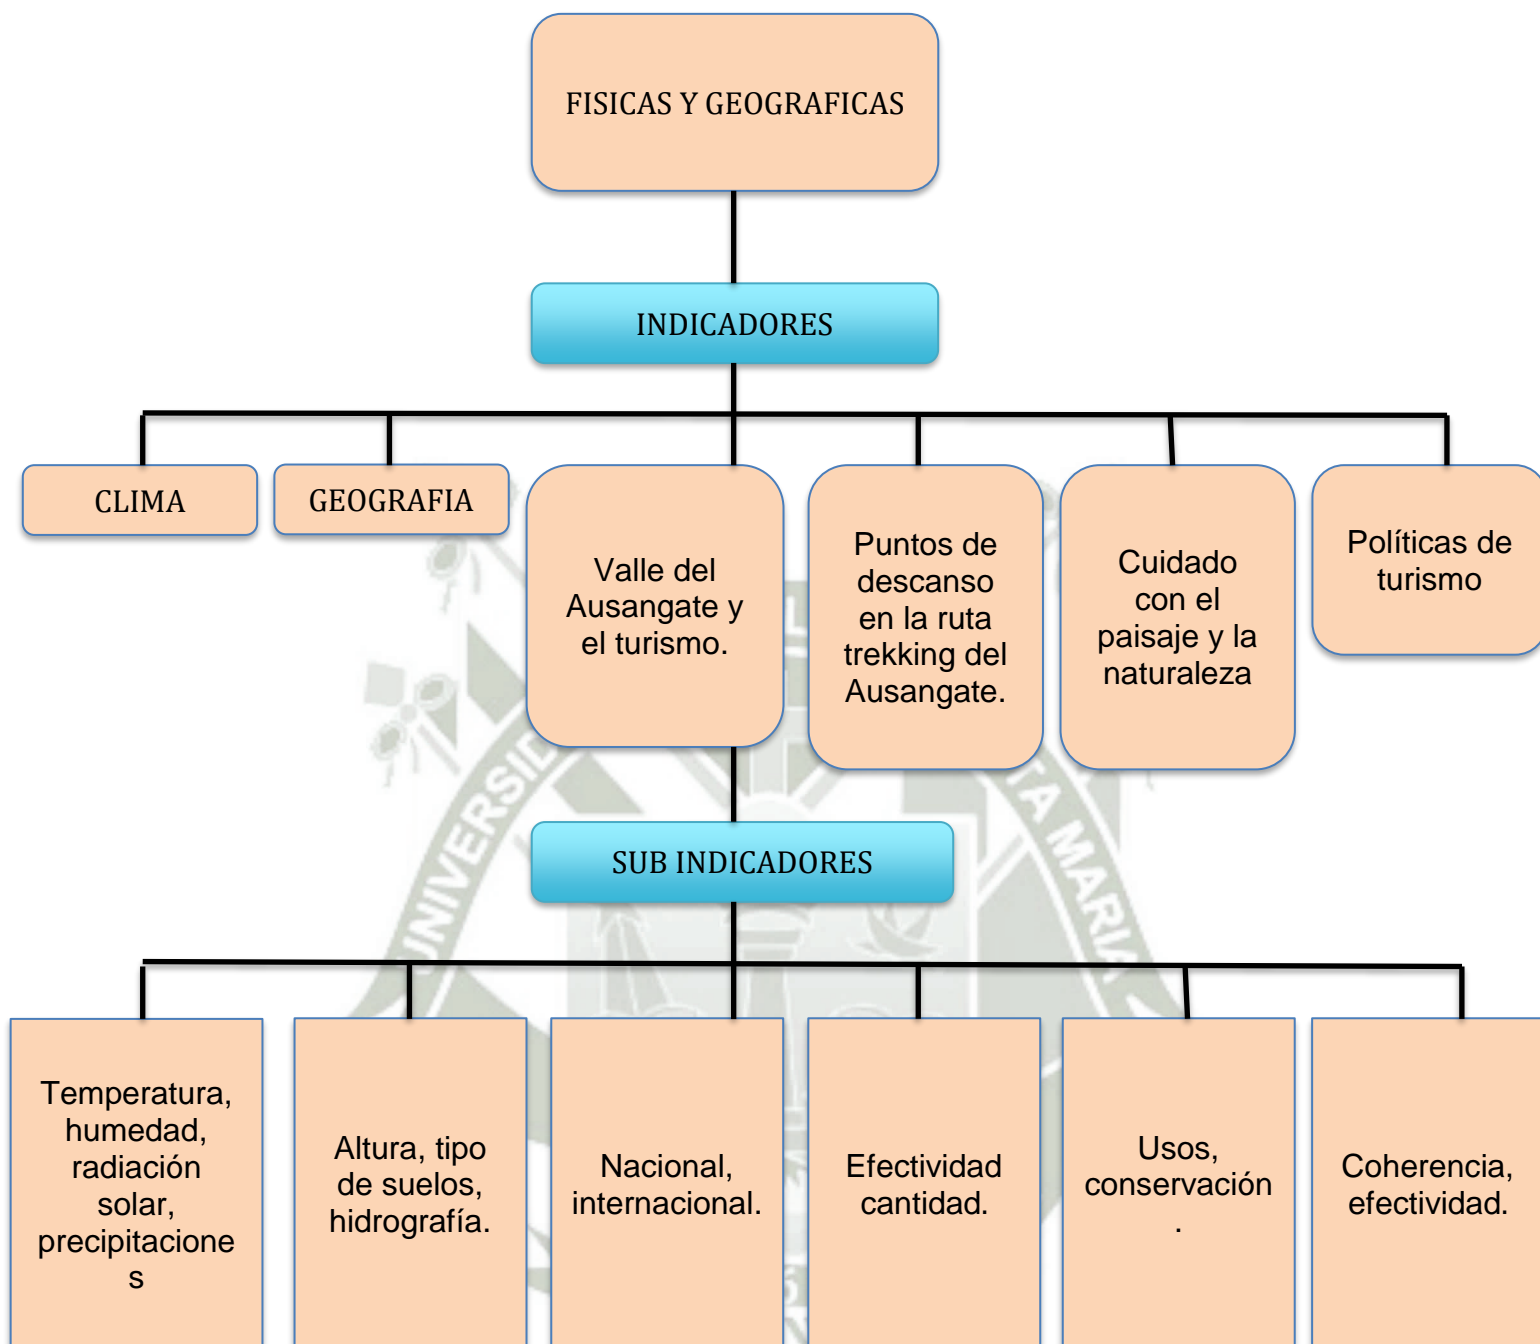 FISICAS Y GEOGRAFICAS
INDICADORES
CLIMA
GEOGRAFIA
Valle del
Ausangate y
el turismo.
Puntos de
descanso
en la ruta
trekking del
Ausangate.
Cuidado
con el
paisaje y la
naturaleza
Políticas de
turismo
SUB INDICADORES
Temperatura,
humedad,
radiación
solar,
precipitacione
s
Altura, tipo
de suelos,
hidrografía.
Nacional,
internacional.
Efectividad
cantidad.
Usos,
conservación
.
Coherencia,
efectividad.